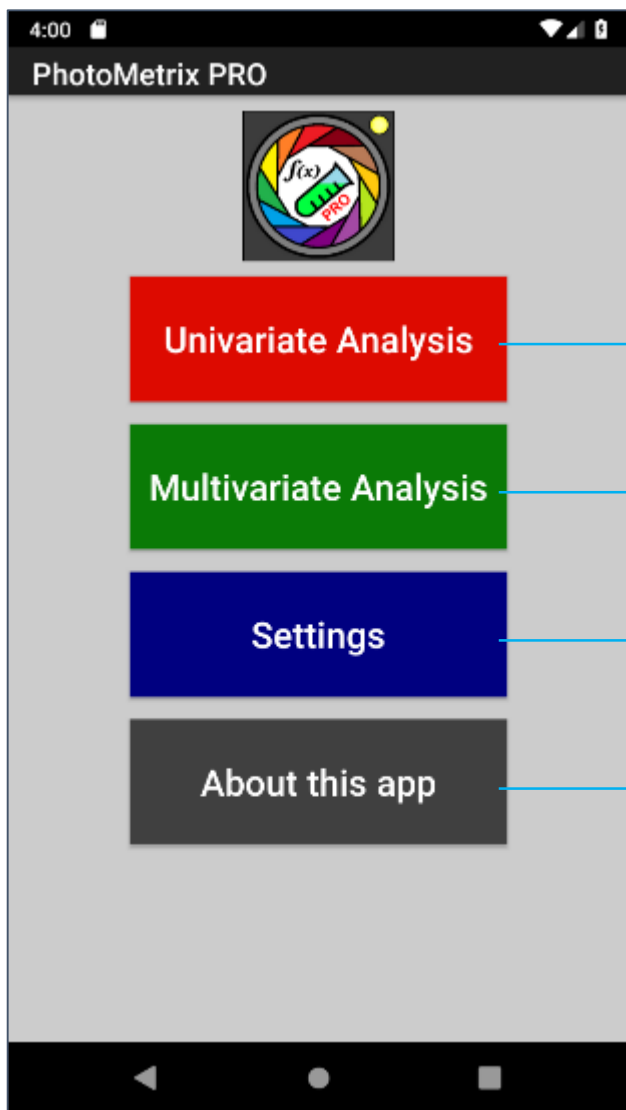 4:00
PhotoMetrix PRO
f(x)
PRO
Univariate Analysis
Multivariate Analysis
Settings
About this app